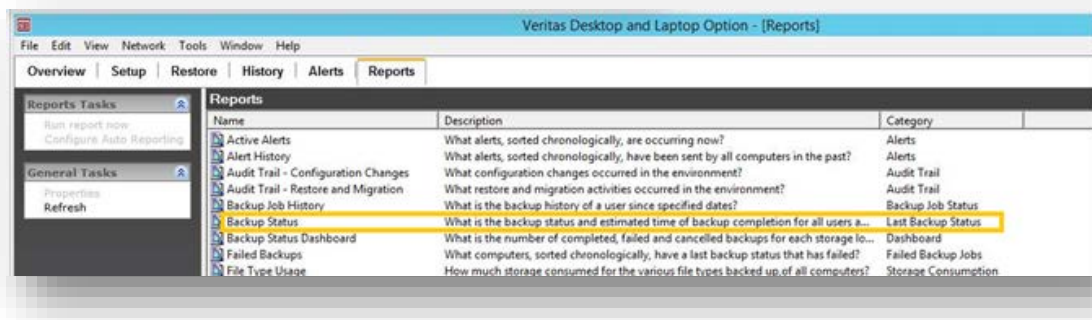 Veritas Desktop and Laptop Option - [Reports]
File Edit View Network Tools Window Help
Overview Setup Restore History Alerts Reports
Reports Tasks
Run report now
Configure Auto Reporting
General Tasks
Properties
Refresh
Reports
Name Description Category
Active Alerts What alerts, sorted chronologically, are occurring now? Alerts
Alert History What alerts, sorted chronologically, have been sent by all computers in the past? Alerts
Audit Trail - Configuration Changes What configuration changes occurred in the environment? Audit Trail
Audit Trail - Restore and Migration What restore and migration activities occurred in the environment? Audit Trail
Backup Job History What is the backup history of a user since specified dates? Backup Job Status
Backup Status What is the backup status and estimated time of backup completion for all users a... Last Backup Status
Backup Status Dashboard What is the number of completed, failed and cancelled backups for each storage lo... Dashboard
Failed Backups What computers, sorted chronologically, have a last backup status that has failed? Failed Backup Jobs
File Type Usage How much storage consumed for the various file types backed up,of all computers? Storage Consumption